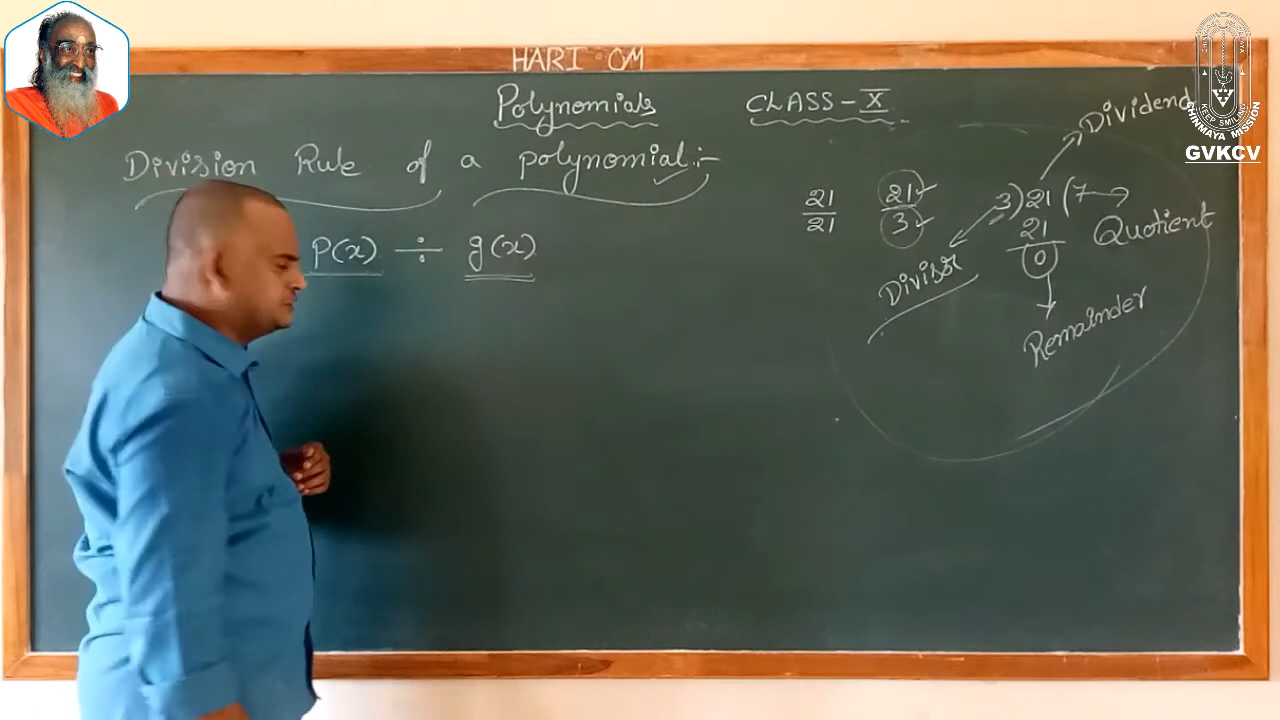 HARI OM
Polynomials CLASS - X
Division Rule of a polynomial :-
p(x) ÷ g(x)
21
21
21
3
3) 21 (7
21
0
Dividend
Quotient
Divisor
Remainder
CHINMAYA MISSION
KEEP SMILING
GVKCV